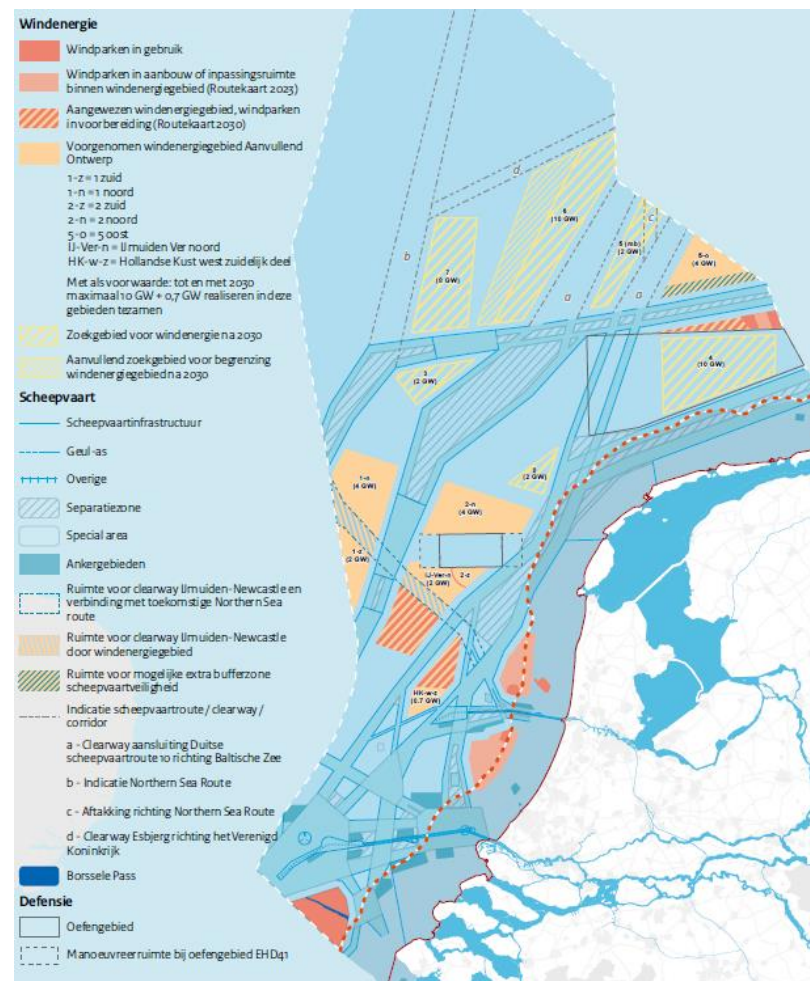 Windenergie
Windparken in gebruik
Windparken in aanbouw of inpassingsruimte
binnen windenergiegebied (Routekaart 2023)
Aangewezen windenergiegebied, windparken
in voorbereiding (Routekaart 2030)
Voorgenomen windenergiegebied Aanvullend
Ontwerp
1-z = 1 zuid
1-n = 1 noord
2-z = 2 zuid
2-n = 2 noord
5-o = 5 oost
IJ-Ver-n = IJmuiden Ver noord
HK-w-z = Hollandse Kust west zuidelijk deel
Met als voorwaarde: tot en met 2030
maximaal 10 GW + 0,7 GW realiseren in deze
gebieden tezamen
Zoekgebied voor windenergie na 2030
Aanvullend zoekgebied voor begrenzing
windenergiegebied na 2030
Scheepvaart
Scheepvaartinfrastructuur
Geul-as
Overige
Separatiezone
Special area
Ankergebieden
Ruimte voor clearway IJmuiden-Newcastle en
verbinding met toekomstige Northern Sea
route
Ruimte voor clearway IJmuiden-Newcastle
door windenergiegebied
Ruimte voor mogelijke extra bufferzone
scheepvaartveiligheid
Indicatie scheepvaartroute / clearway /
corridor
a - Clearway aansluiting Duitse
scheepvaartroute 10 richting Baltische Zee
b - Indicatie Northern Sea Route
c - Aftakking richting Northern Sea Route
d - Clearway Esbjerg richting het Verenigd
Koninkrijk
Borssele Pass
Defensie
Oefengebied
Manoeuvreerruimte bij oefengebied EHD41
d
6
(10 GW)
c
b
7
5 (mb)
(2 GW)
5-o
(4 GW)
a
a
4
(10 GW)
3
(2 GW)
(2 GW)
(4 GW)
2-n
(4 GW)
1-z
(2 GW)
IJ-Ver-n
(2 GW)
2-z
HK-w-z
(0.7 GW)